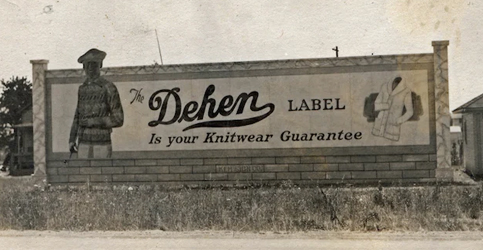 The Dehen LABEL
Is your Knitwear Guarantee